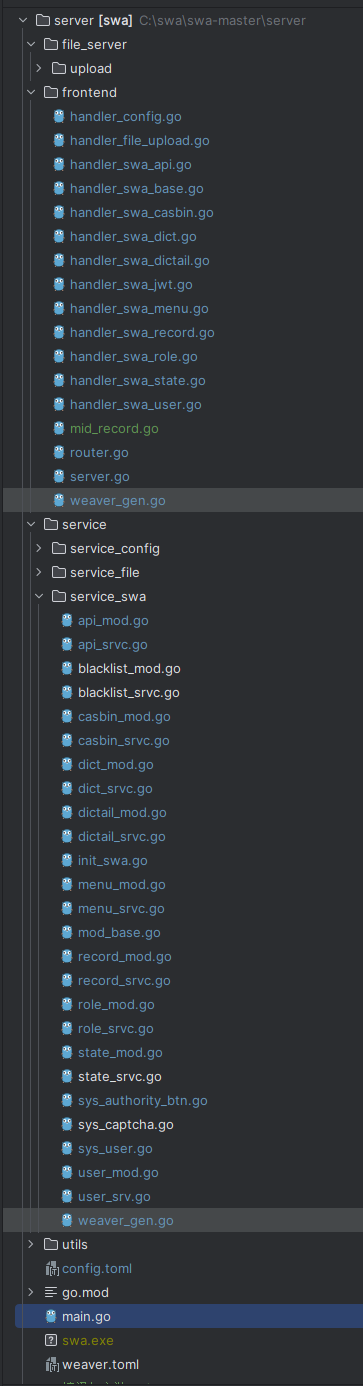 server [swa] C:\swa\swa-master\server
file_server
upload
frontend
handler_config.go
handler_file_upload.go
handler_swa_api.go
handler_swa_base.go
handler_swa_casbin.go
handler_swa_dict.go
handler_swa_dictail.go
handler_swa_jwt.go
handler_swa_menu.go
handler_swa_record.go
handler_swa_role.go
handler_swa_state.go
handler_swa_user.go
mid_record.go
router.go
server.go
weaver_gen.go
service
service_config
service_file
service_swa
api_mod.go
api_srvc.go
blacklist_mod.go
blacklist_srvc.go
casbin_mod.go
casbin_srvc.go
dict_mod.go
dict_srvc.go
dictail_mod.go
dictail_srvc.go
init_swa.go
menu_mod.go
menu_srvc.go
mod_base.go
record_mod.go
record_srvc.go
role_mod.go
role_srvc.go
state_mod.go
state_srvc.go
sys_authority_btn.go
sys_captcha.go
sys_user.go
user_mod.go
user_srv.go
weaver_gen.go
utils
config.toml
go.mod
main.go
swa.exe
weaver.toml